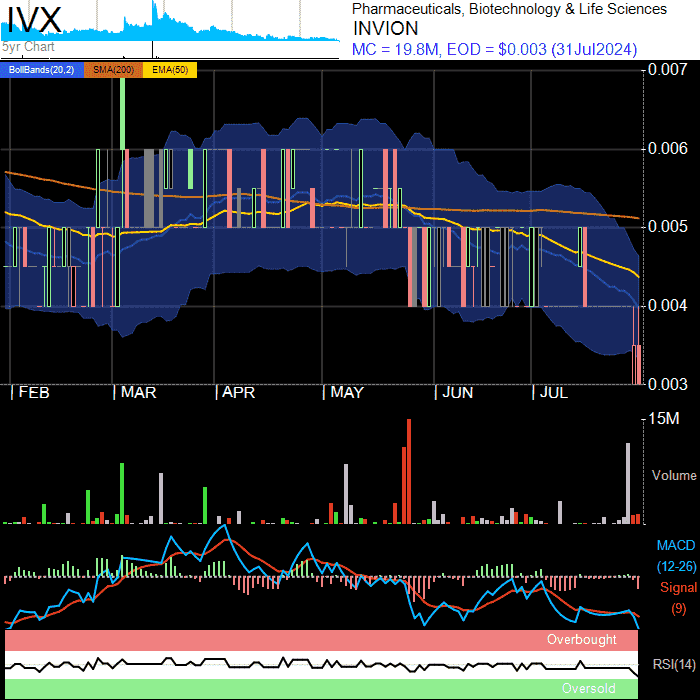 IVX
5yr Chart
Pharmaceuticals, Biotechnology & Life Sciences
INVION
MC = 19.8M, EOD = $0.003 (31Jul2024)
BollBands(20,2) SMA(200) EMA(50)
0.007
0.006
0.005
0.004
0.003
FEB MAR APR MAY JUN JUL
15M
Volume
MACD
(12-26)
Signal
(9)
Overbought
RSI(14)
Oversold